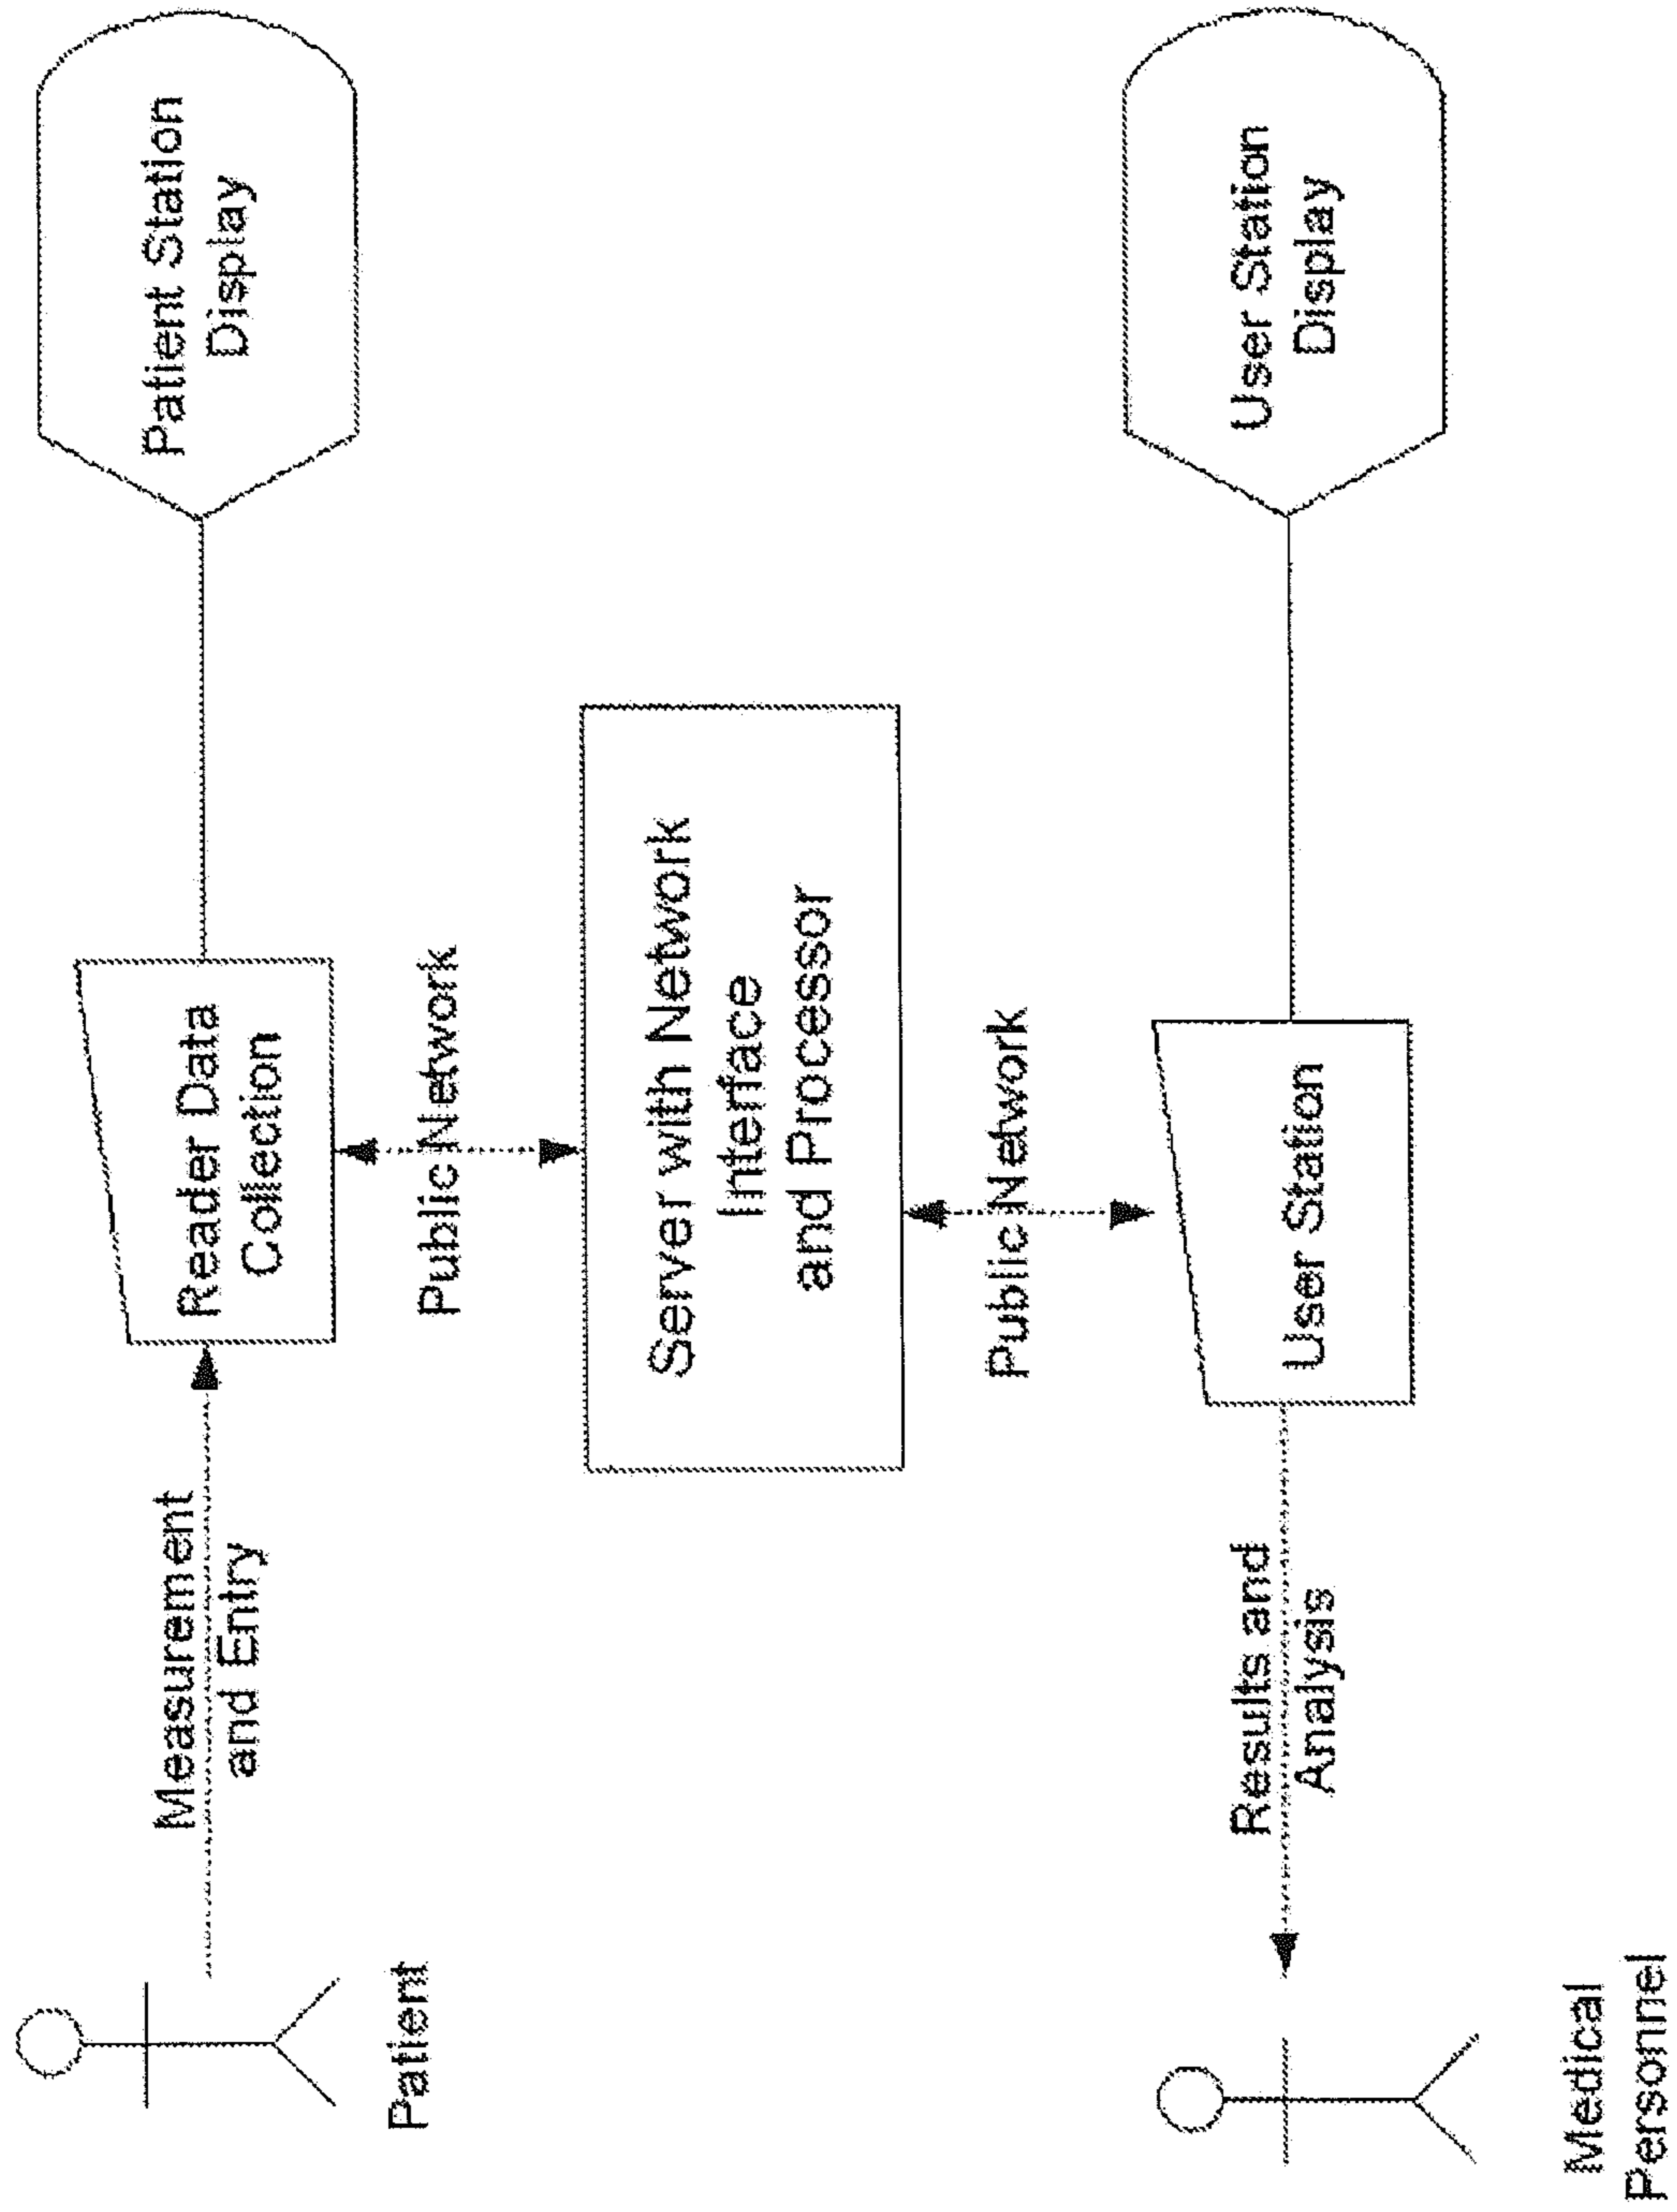 Patient
Measurement
and Entry
Reader Data
Collection
Patient Station
Display
Public Network
Server with Network
Interface
and Processor
Public Network
Medical
Personnel
Results and
Analysis
User Station
User Station
Display